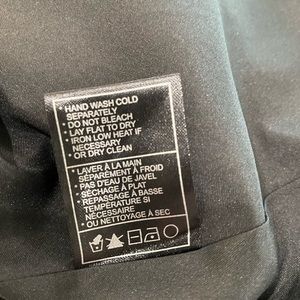 * HAND WASH COLD
SEPARATELY
* DO NOT BLEACH
* LAY FLAT TO DRY
* IRON LOW HEAT IF
NECESSARY
* OR DRY CLEAN
* LAVER À LA MAIN
SÉPARÉMENT À FROID
* PAS D'EAU DE JAVEL
* SÉCHAGE À PLAT
* REPASSAGE À BASSE
TEMPÉRATURE SI
NÉCESSAIRE
* OU NETTOYAGE À SEC